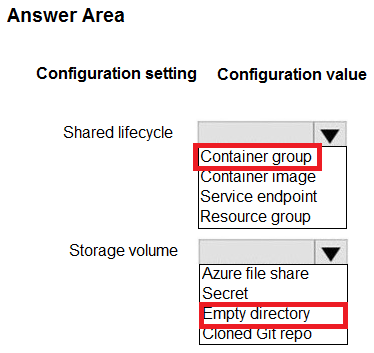 Answer Area
Configuration setting Configuration value
Shared lifecycle
Container group
Container image
Service endpoint
Resource group
Storage volume
Azure file share
Secret
Empty directory
Cloned Git repo